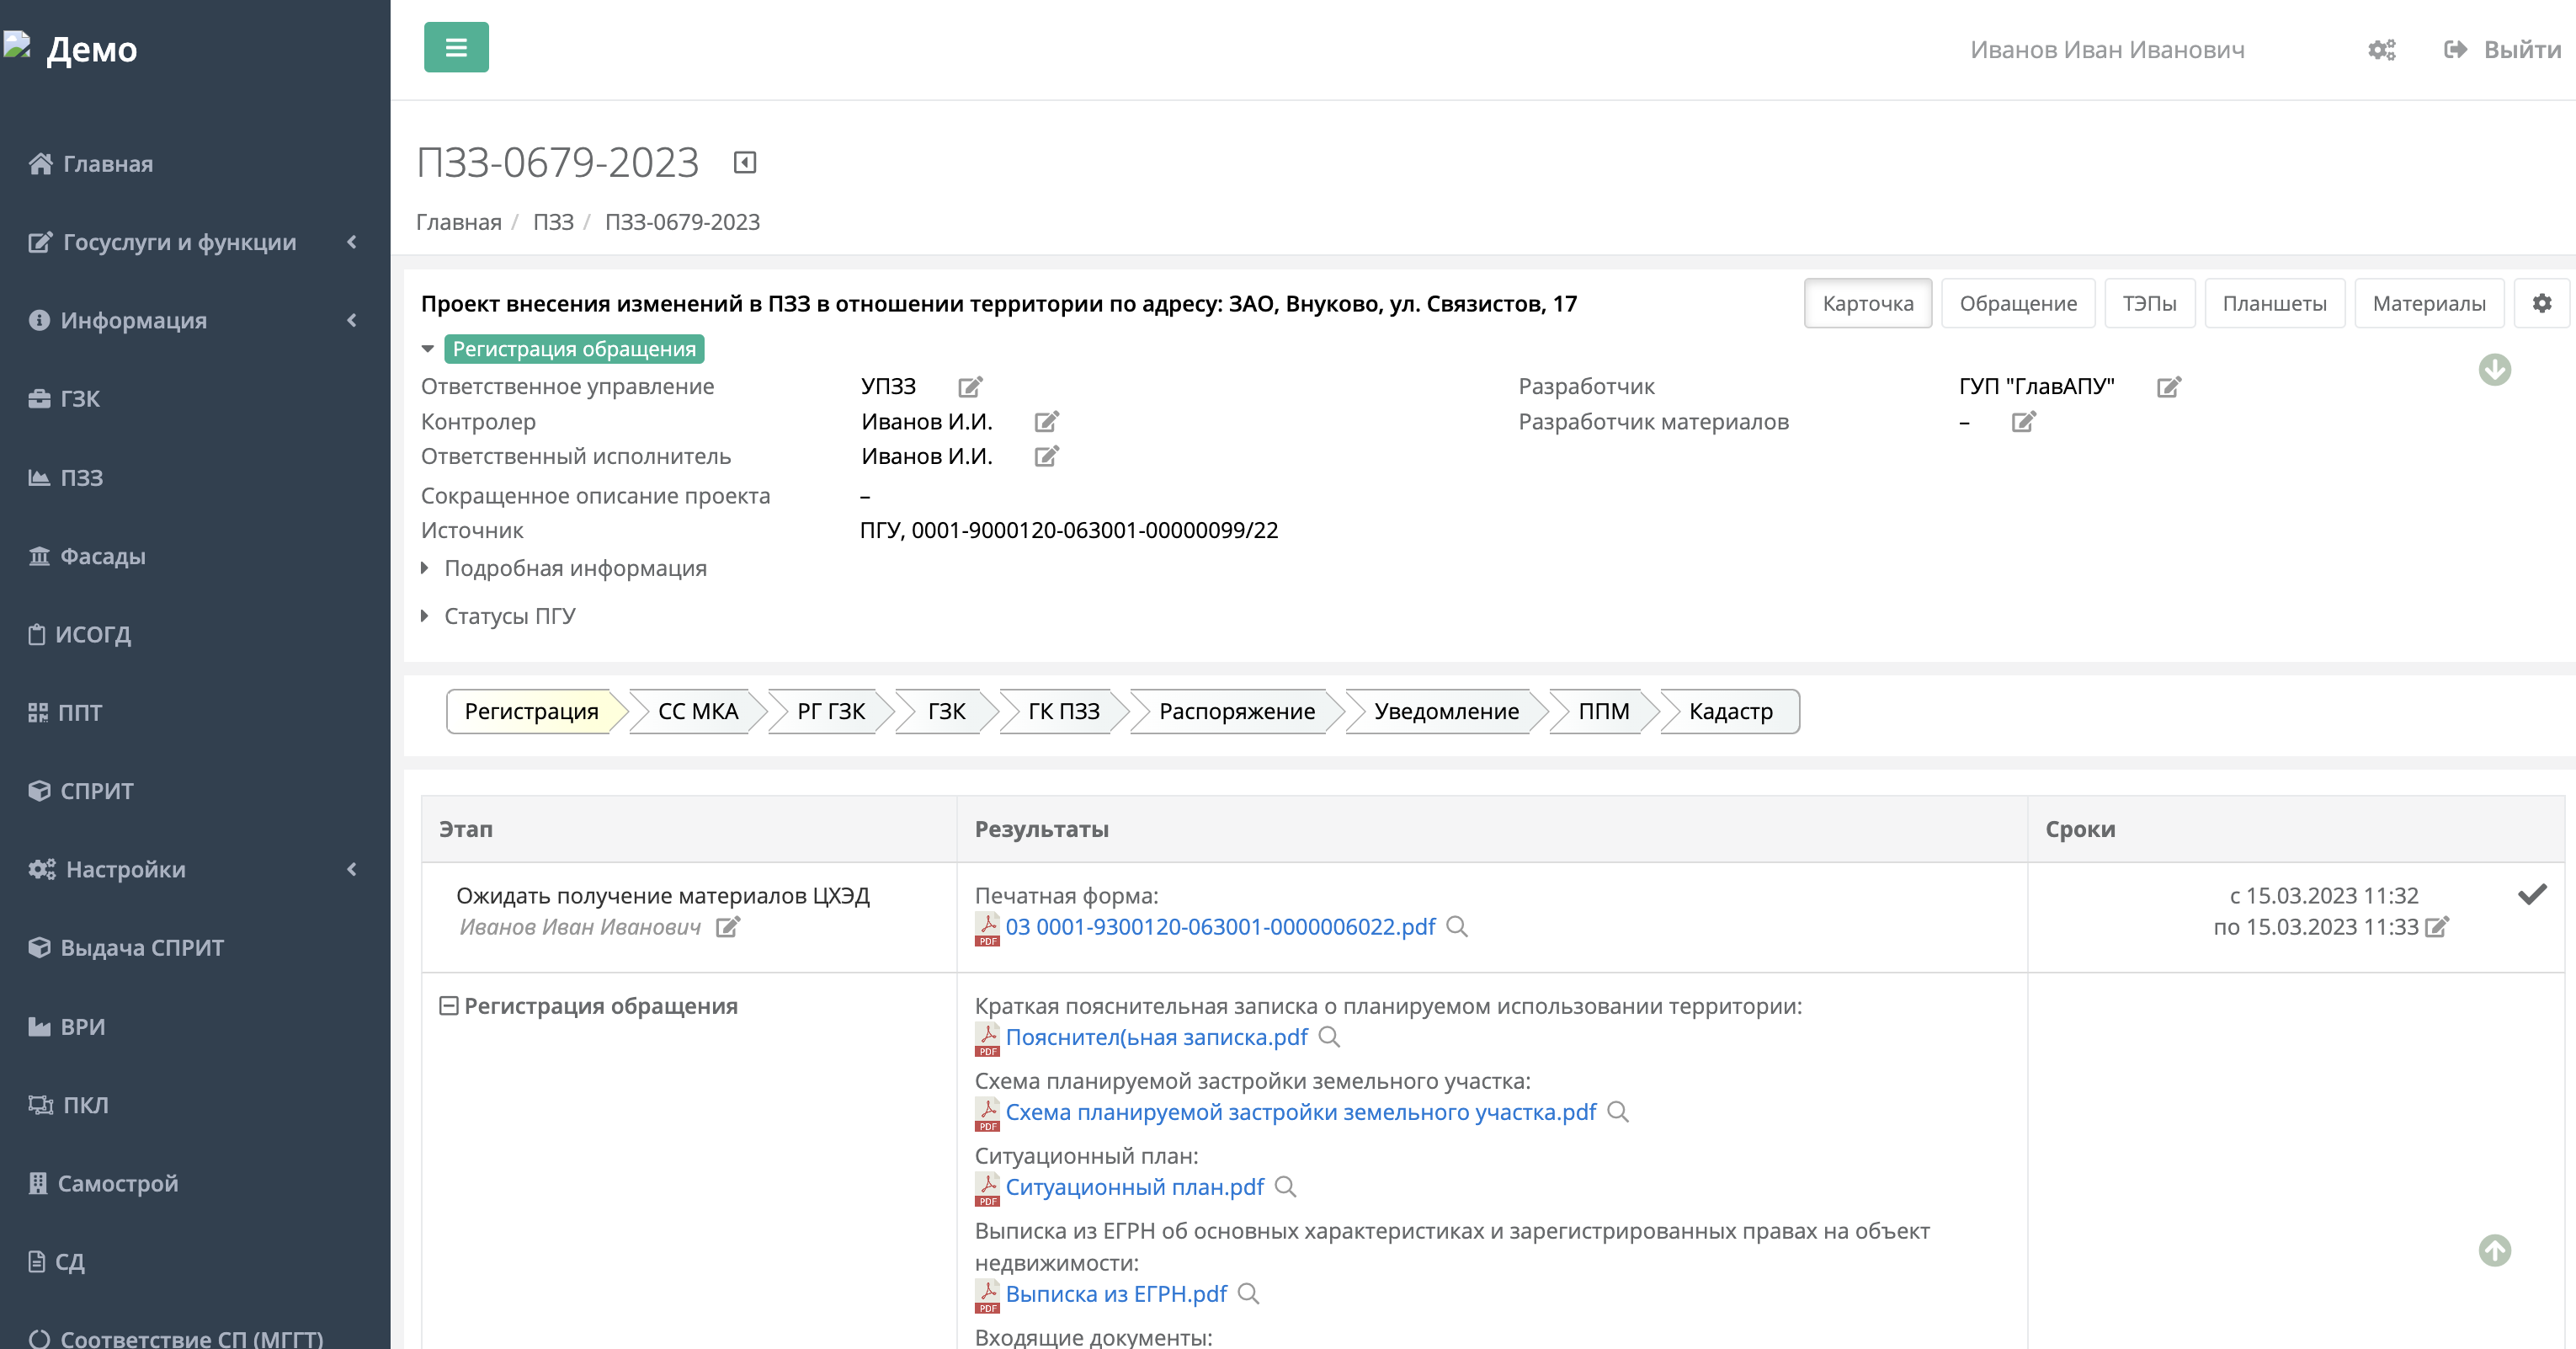 Демо
Иванов Иван Иванович
Выйти
Главная
Госуслуги и функции
Информация
ГЗК
ПЗЗ
Фасады
ИСОГД
ППТ
СПРИТ
Настройки
Выдача СПРИТ
ВРИ
ПКЛ
Самострой
СД
Соответствие СП (МГГТ)
ПЗЗ-0679-2023
Главная / ПЗЗ / ПЗЗ-0679-2023
Проект внесения изменений в ПЗЗ в отношении территории по адресу: ЗАО, Внуково, ул. Связистов, 17
Карточка Обращение ТЭПы Планшеты Материалы
Регистрация обращения
Ответственное управление УПЗЗ
Разработчик ГУП "ГлавАПУ"
Контролер Иванов И.И.
Разработчик материалов –
Ответственный исполнитель Иванов И.И.
Сокращенное описание проекта –
Источник ПГУ, 0001-9000120-063001-00000099/22
Подробная информация
Статусы ПГУ
Регистрация СС МКА РГ ГЗК ГЗК ГК ПЗЗ Распоряжение Уведомление ППМ Кадастр
Этап Результаты Сроки
Ожидать получение материалов ЦХЭД
Иванов Иван Иванович
Печатная форма:
PDF 03 0001-9300120-063001-0000006022.pdf
с 15.03.2023 11:32
по 15.03.2023 11:33
Регистрация обращения
Краткая пояснительная записка о планируемом использовании территории:
PDF Пояснител(ьная записка.pdf
Схема планируемой застройки земельного участка:
PDF Схема планируемой застройки земельного участка.pdf
Ситуационный план:
PDF Ситуационный план.pdf
Выписка из ЕГРН об основных характеристиках и зарегистрированных правах на объект
недвижимости:
PDF Выписка из ЕГРН.pdf
Входящие документы: